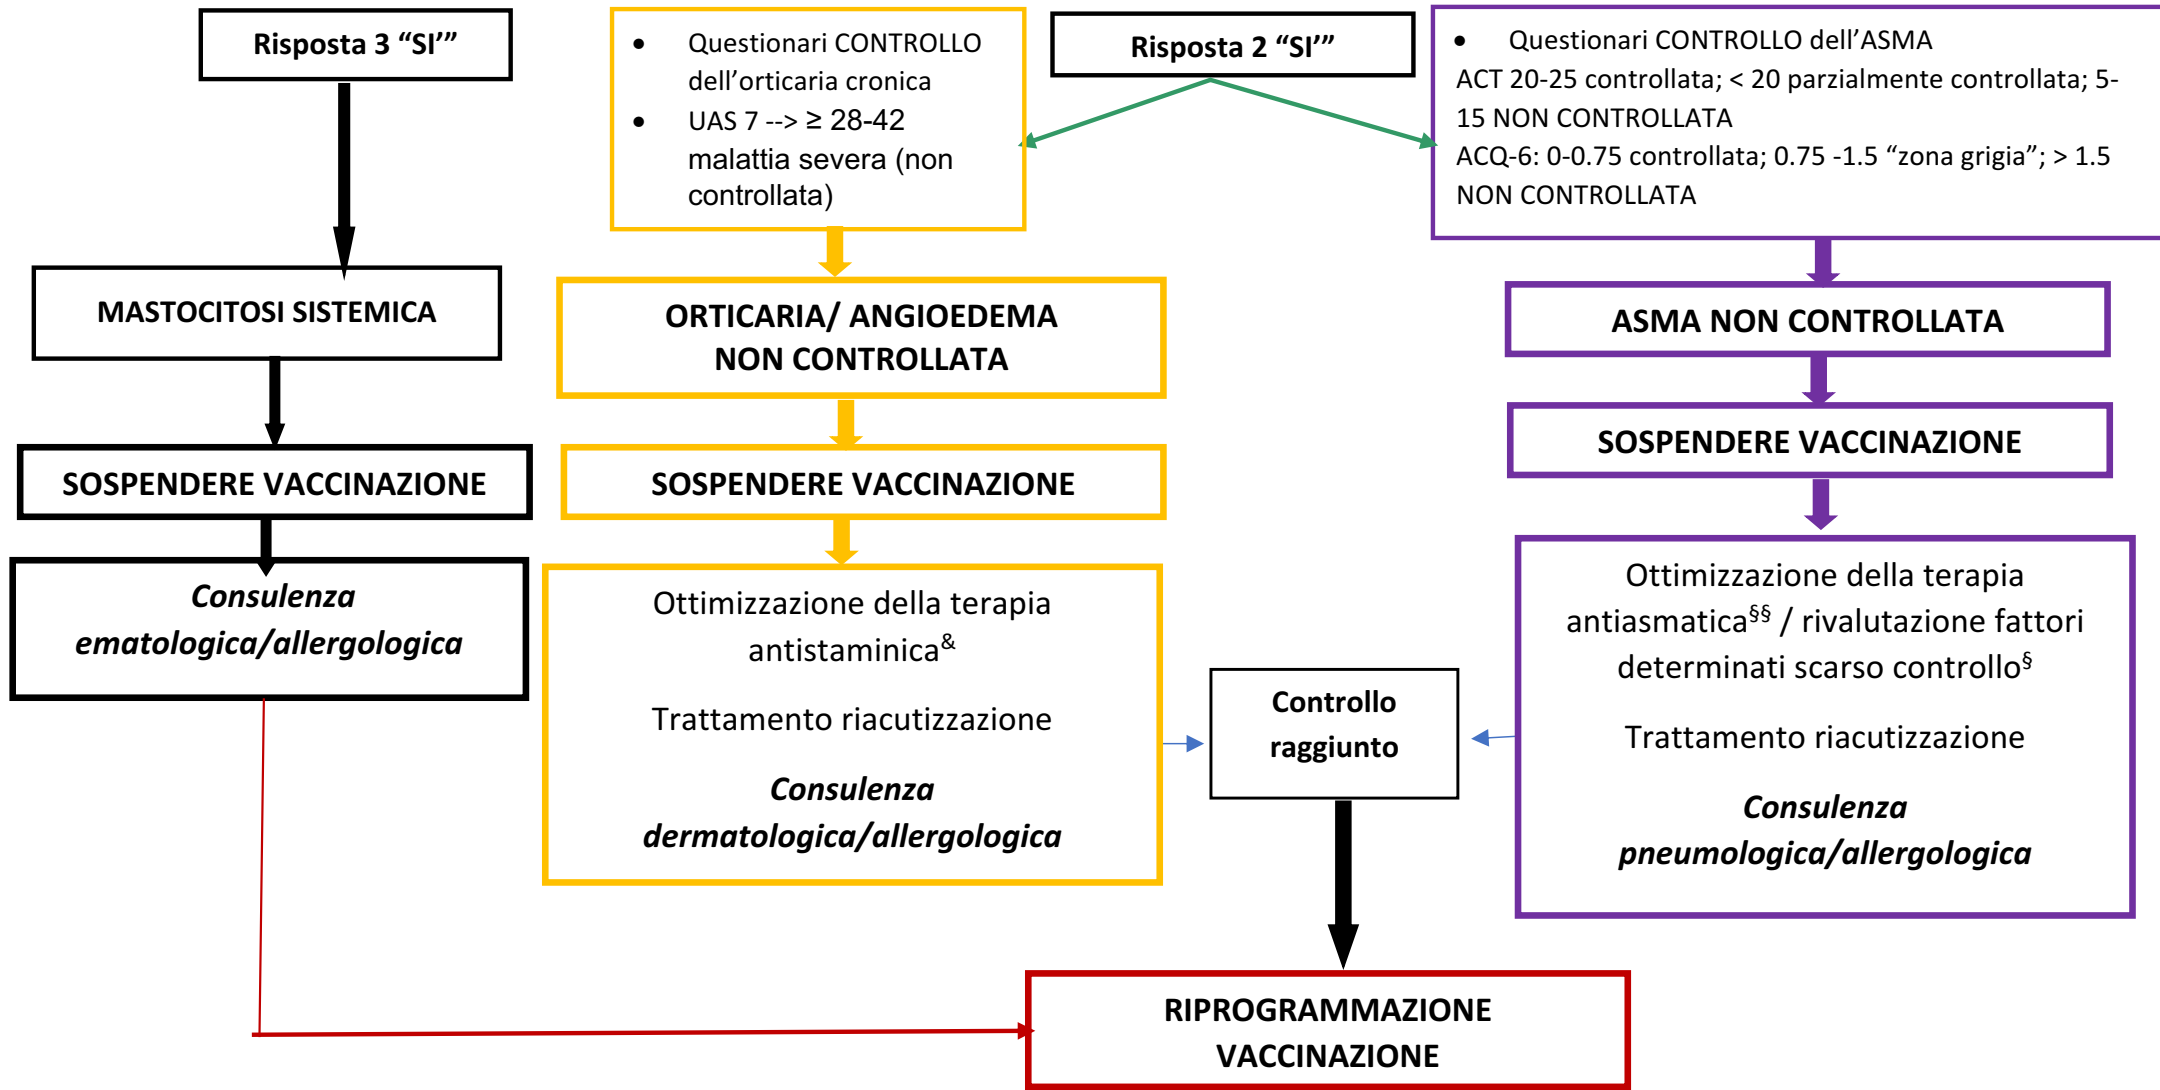 Risposta 3 “SI’”
• Questionari CONTROLLO
dell’orticaria cronica
• UAS 7 --> ≥ 28-42
malattia severa (non
controllata)
Risposta 2 “SI’”
• Questionari CONTROLLO dell’ASMA
ACT 20-25 controllata; < 20 parzialmente controllata; 5-
15 NON CONTROLLATA
ACQ-6: 0-0.75 controllata; 0.75 -1.5 “zona grigia”; > 1.5
NON CONTROLLATA
MASTOCITOSI SISTEMICA
ORTICARIA/ ANGIOEDEMA
NON CONTROLLATA
ASMA NON CONTROLLATA
SOSPENDERE VACCINAZIONE
SOSPENDERE VACCINAZIONE
SOSPENDERE VACCINAZIONE
Consulenza
ematologica/allergologica
Ottimizzazione della terapia
antistaminica&
Trattamento riacutizzazione
Consulenza
dermatologica/allergologica
Controllo
raggiunto
Ottimizzazione della terapia
antiasmatica§§ / rivalutazione fattori
determinati scarso controllo§
Trattamento riacutizzazione
Consulenza
pneumologica/allergologica
RIPROGRAMMAZIONE
VACCINAZIONE